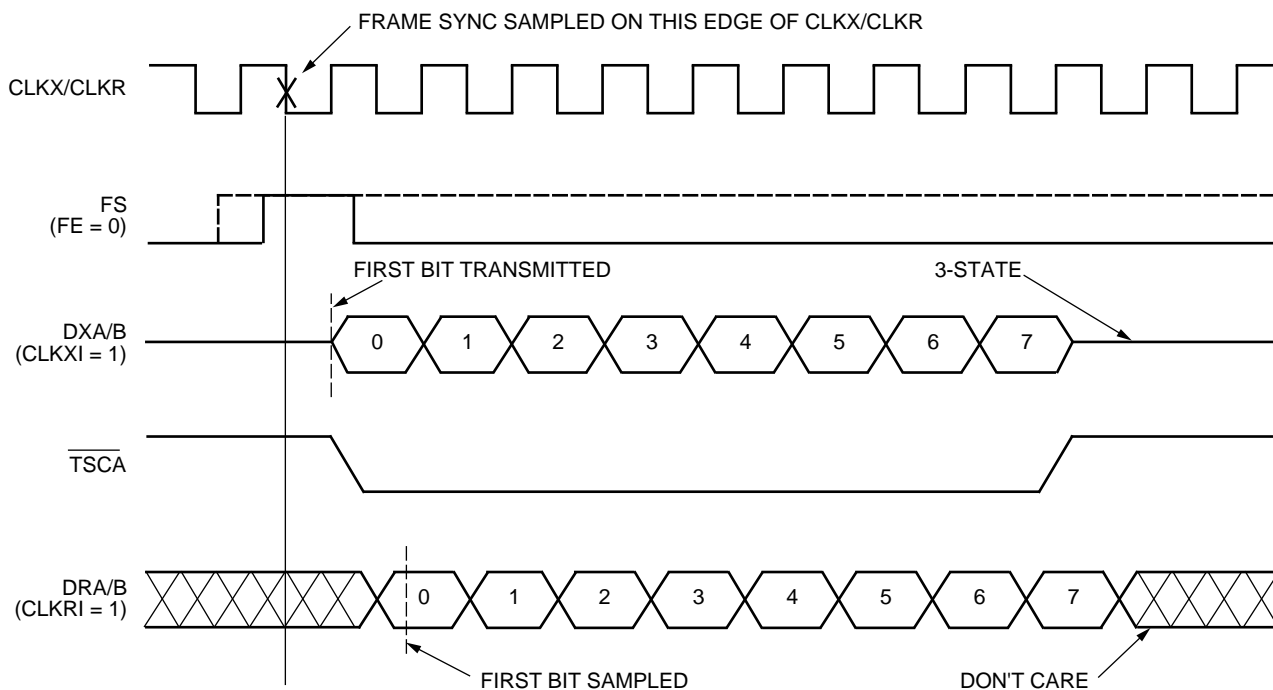 FRAME SYNC SAMPLED ON THIS EDGE OF CLKX/CLKR
CLKX/CLKR
FS
(FE = 0)
FIRST BIT TRANSMITTED
3-STATE
DXA/B
(CLKXI = 1)
0 1 2 3 4 5 6 7
TSCA
DRA/B
(CLKRI = 1)
0 1 2 3 4 5 6 7
FIRST BIT SAMPLED
DON'T CARE